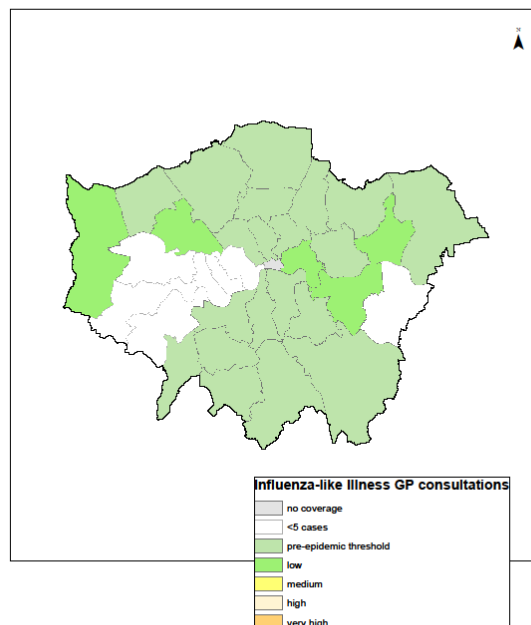 Influenza-like Illness GP consultations
no coverage
<5 cases
pre-epidemic threshold
low
medium
high
very high